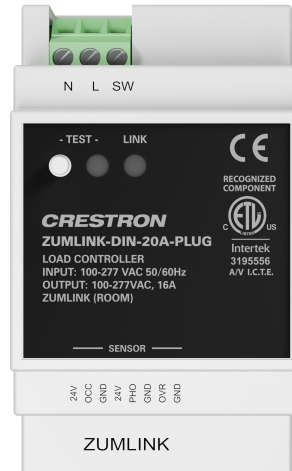 N L SW
- TEST - LINK
CE
RECOGNIZED
COMPONENT
C ETL US
Intertek
3195556
A/V I.C.T.E.
CRESTRON
ZUMLINK-DIN-20A-PLUG
LOAD CONTROLLER
INPUT: 100-277 VAC 50/60Hz
OUTPUT: 100-277VAC, 16A
ZUMLINK (ROOM)
SENSOR
24V OCC GND 24V PHO GND OVR GND
ZUMLINK